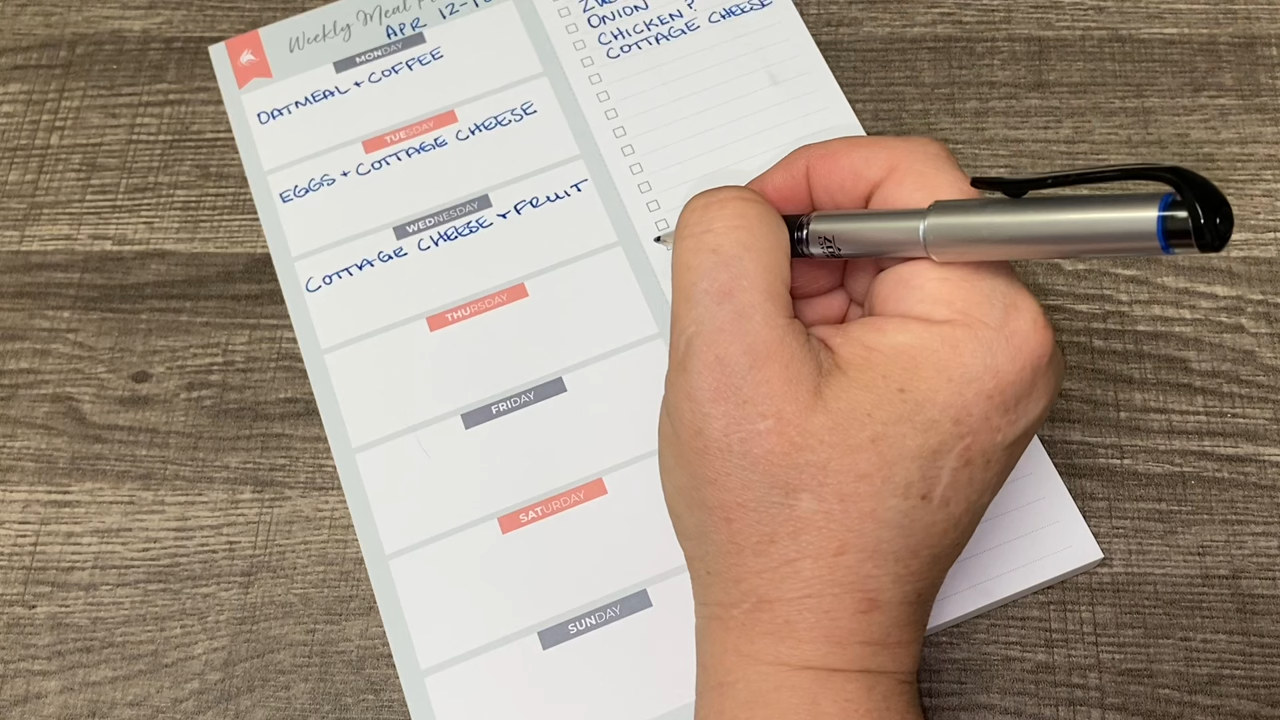 Weekly Meal
APR 12-
MONDAY
OATMEAL + COFFEE
TUESDAY
EGGS + COTTAGE CHEESE
WEDNESDAY
COTTAGE CHEESE + FRUIT
THURSDAY
FRIDAY
SATURDAY
SUNDAY
ONION
CHICKEN?
COTTAGE CHEESE